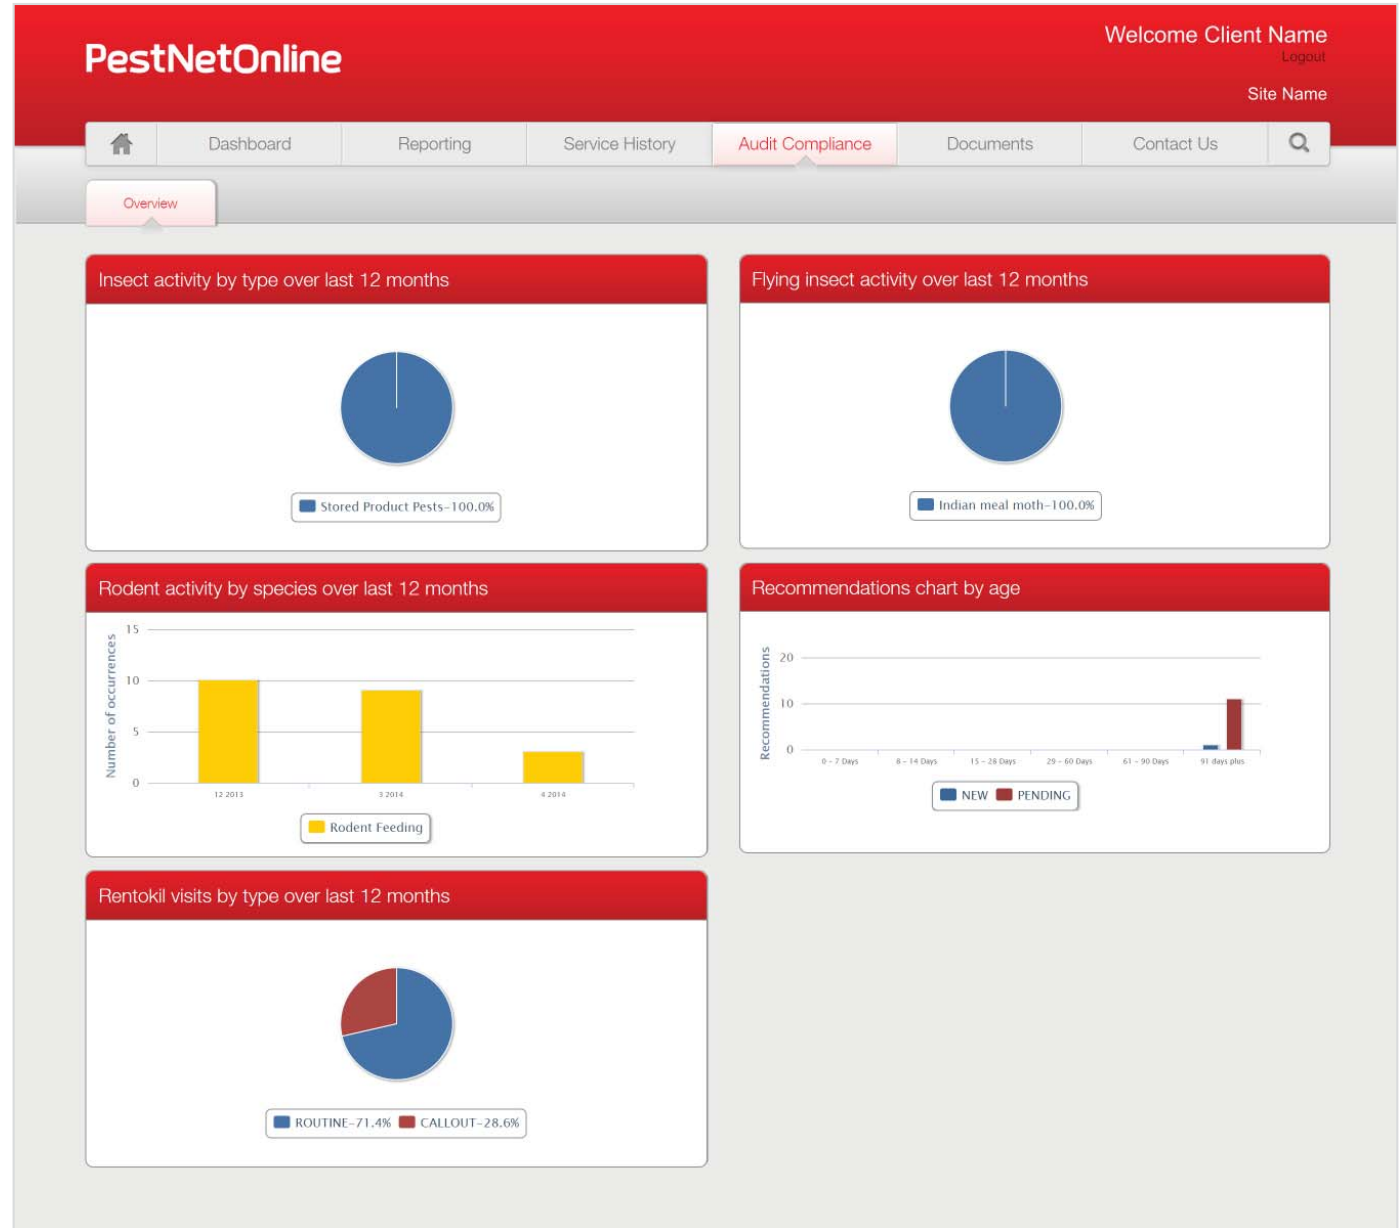 PestNetOnline
Welcome Client Name
Logout
Site Name
Dashboard
Reporting
Service History
Audit Compliance
Documents
Contact Us
Overview
Insect activity by type over last 12 months
Stored Product Pests-100.0%
Flying insect activity over last 12 months
Indian meal moth-100.0%
Rodent activity by species over last 12 months
Number of occurrences
15
10
5
0
12 2013
3 2014
4 2014
Rodent Feeding
Recommendations chart by age
Recommendations
20
10
0
0 - 7 Days
8 - 14 Days
15 - 28 Days
29 - 60 Days
61 - 90 Days
91 days plus
NEW
PENDING
Rentokil visits by type over last 12 months
ROUTINE-71.4%
CALLOUT-28.6%